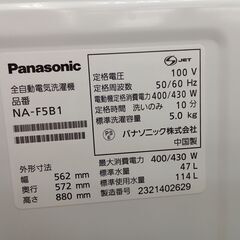 Panasonic
全自動電気洗濯機
品番
NA-F5B1
JET
定格電圧 100 V
定格周波数 50/60 Hz
電動機定格消費電力 400/430 W
定格時間 洗いのみ 10 分
標準洗濯容量 5.0 kg
PS E パナソニック株式会社
中国製
外形寸法
幅 562 mm
奥行 572 mm
高さ 880 mm
最大消費電力 400/430 W
標準水量 47 L
標準使用水量 114 L
製造番号 2321402629